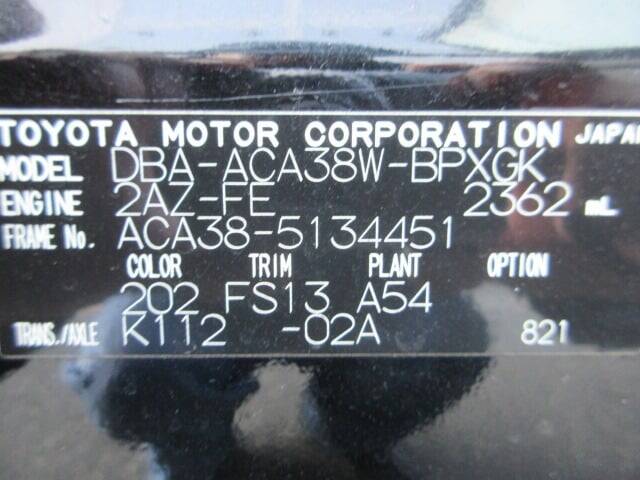 TOYOTA MOTOR CORPORATION JAPAN
MODEL DBA-ACA38W-BPXGK
ENGINE 2AZ-FE 2362 mL
FRAME No. ACA38-5134451
COLOR TRIM PLANT OPTION
202 FS13 A54
TRANS./AXLE K112 -02A 821